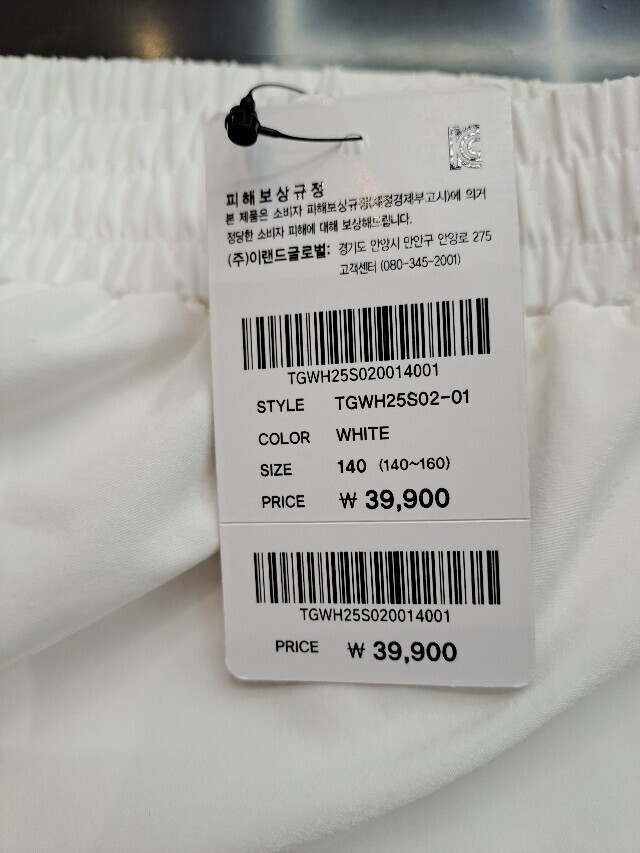 KC
피해보상규정
본 제품은 소비자 피해보상규정(재정경제부고시)에 의거
정당한 소비자 피해에 대해 보상해드립니다.
(주)이랜드글로벌: 경기도 안양시 만안구 안양로 275
고객센터 (080-345-2001)
TGWH25S020014001
STYLE TGWH25S02-01
COLOR WHITE
SIZE 140 (140~160)
PRICE ₩ 39,900
TGWH25S020014001
PRICE ₩ 39,900